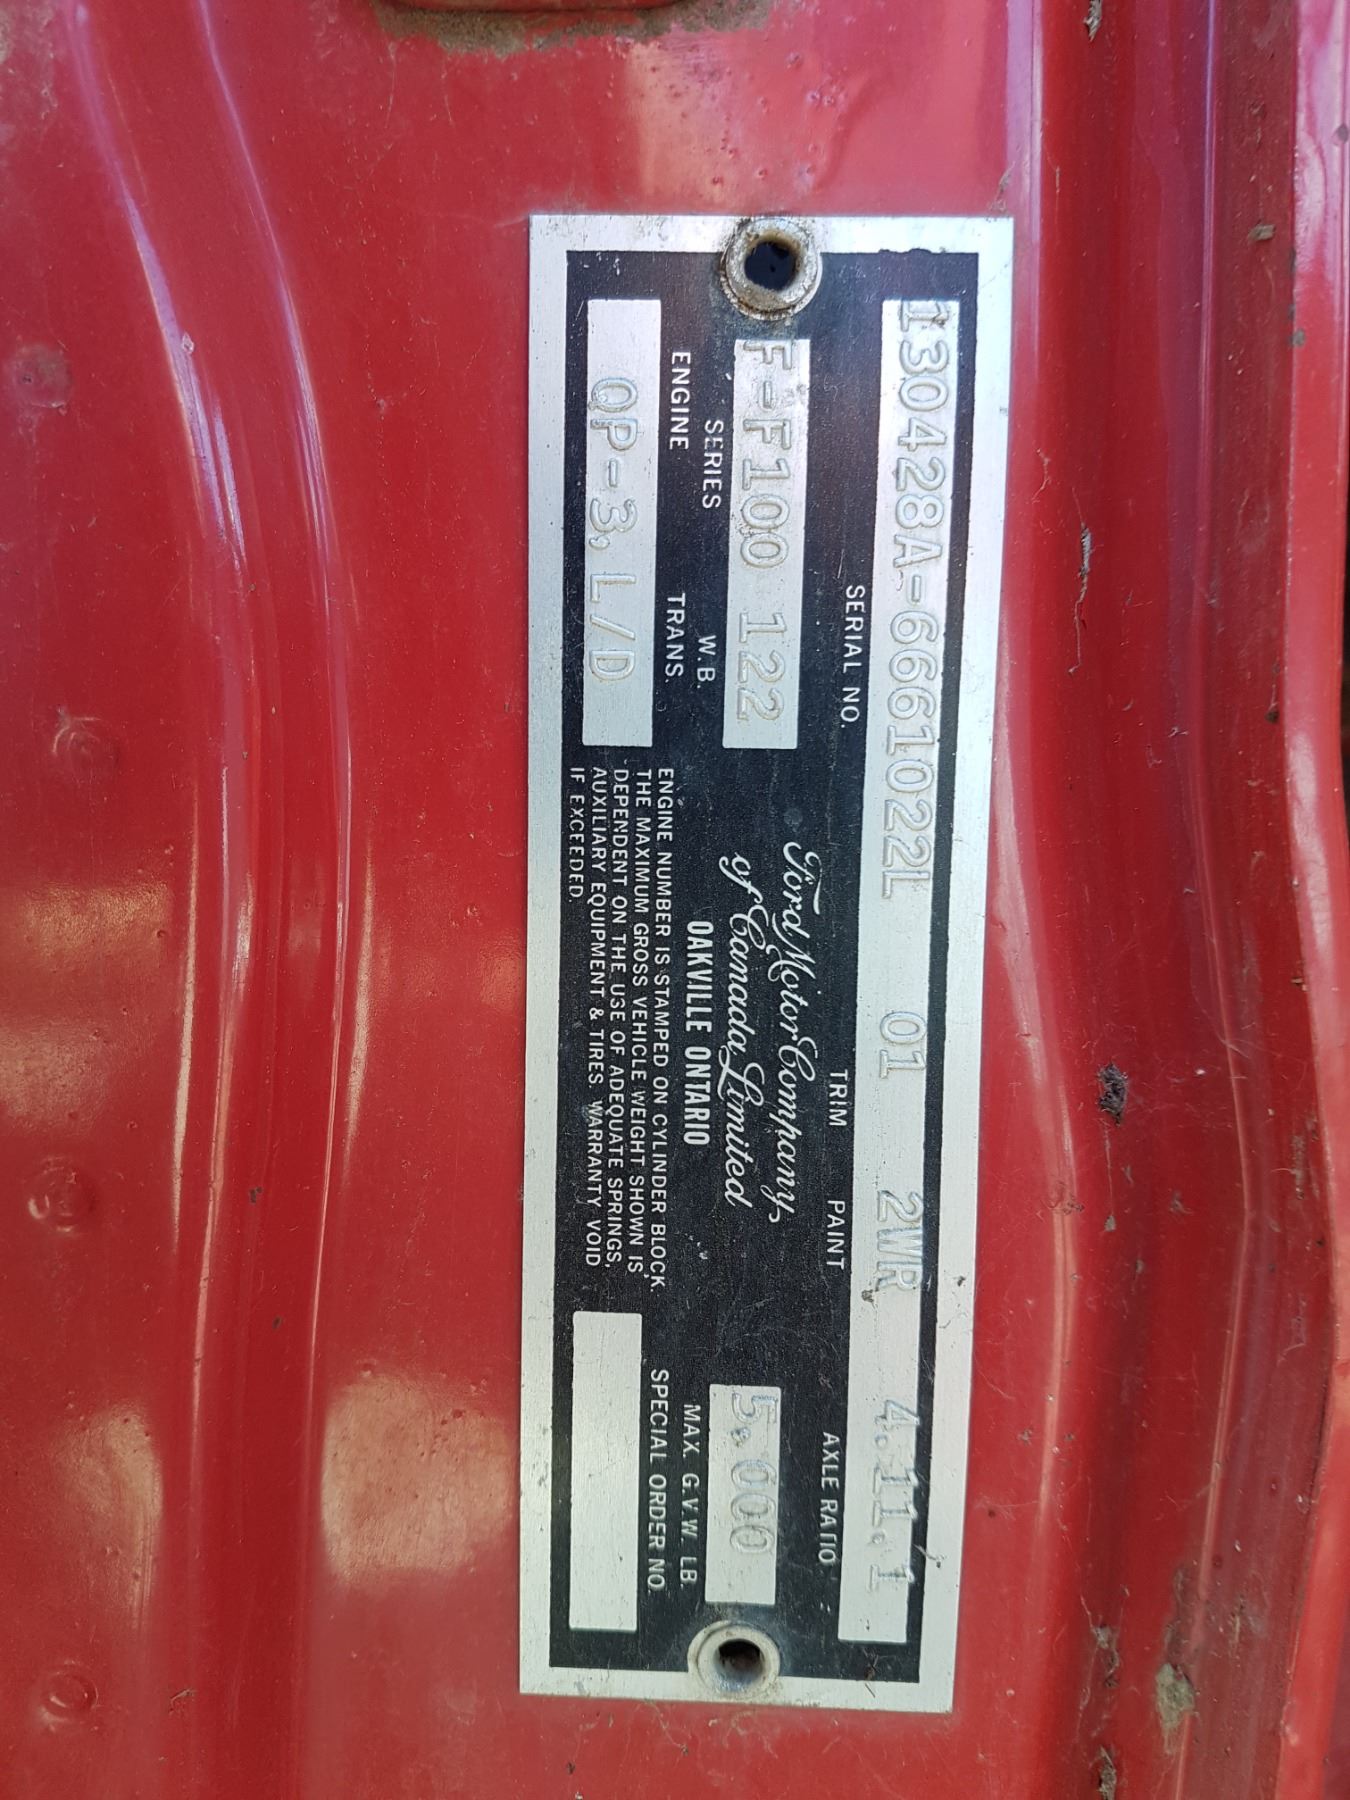 130428A-6661022L 01 2WR 4.11.1
SERIAL NO. TRIM PAINT AXLE RATIO
F-F100 122
SERIES W.B.
Ford Motor Company,
of Canada, Limited
OAKVILLE ONTARIO
5,000
MAX. G.V.W. LB.
ENGINE TRANS.
QP-3, L/D
ENGINE NUMBER IS STAMPED ON CYLINDER BLOCK.
THE MAXIMUM GROSS VEHICLE WEIGHT SHOWN IS
DEPENDENT ON THE USE OF ADEQUATE SPRINGS,
AUXILIARY EQUIPMENT & TIRES. WARRANTY VOID
IF EXCEEDED.
SPECIAL ORDER NO.